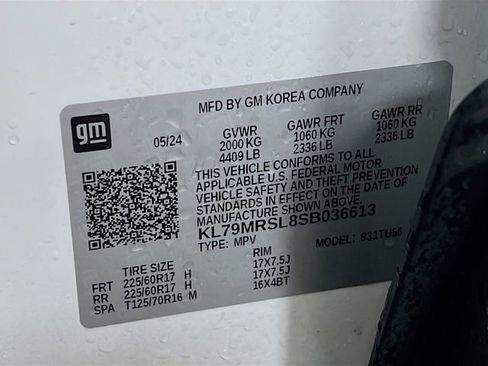 MFD BY GM KOREA COMPANY
gm
05/24 GVWR GAWR FRT GAWR RR
2000 KG 1060 KG 1060 KG
4409 LB 2336 LB 2336 LB
THIS VEHICLE CONFORMS TO ALL
APPLICABLE U.S. FEDERAL MOTOR
VEHICLE SAFETY AND THEFT PREVENTION
STANDARDS IN EFFECT ON THE DATE OF
MANUFACTURE SHOWN ABOVE.
KL79MRSL8SB036613
TYPE: MPV MODEL: 831TU56
TIRE SIZE RIM
FRT 225/60R17 H 17X7.5J
RR 225/60R17 H 17X7.5J
SPA T125/70R16 M 16X4BT